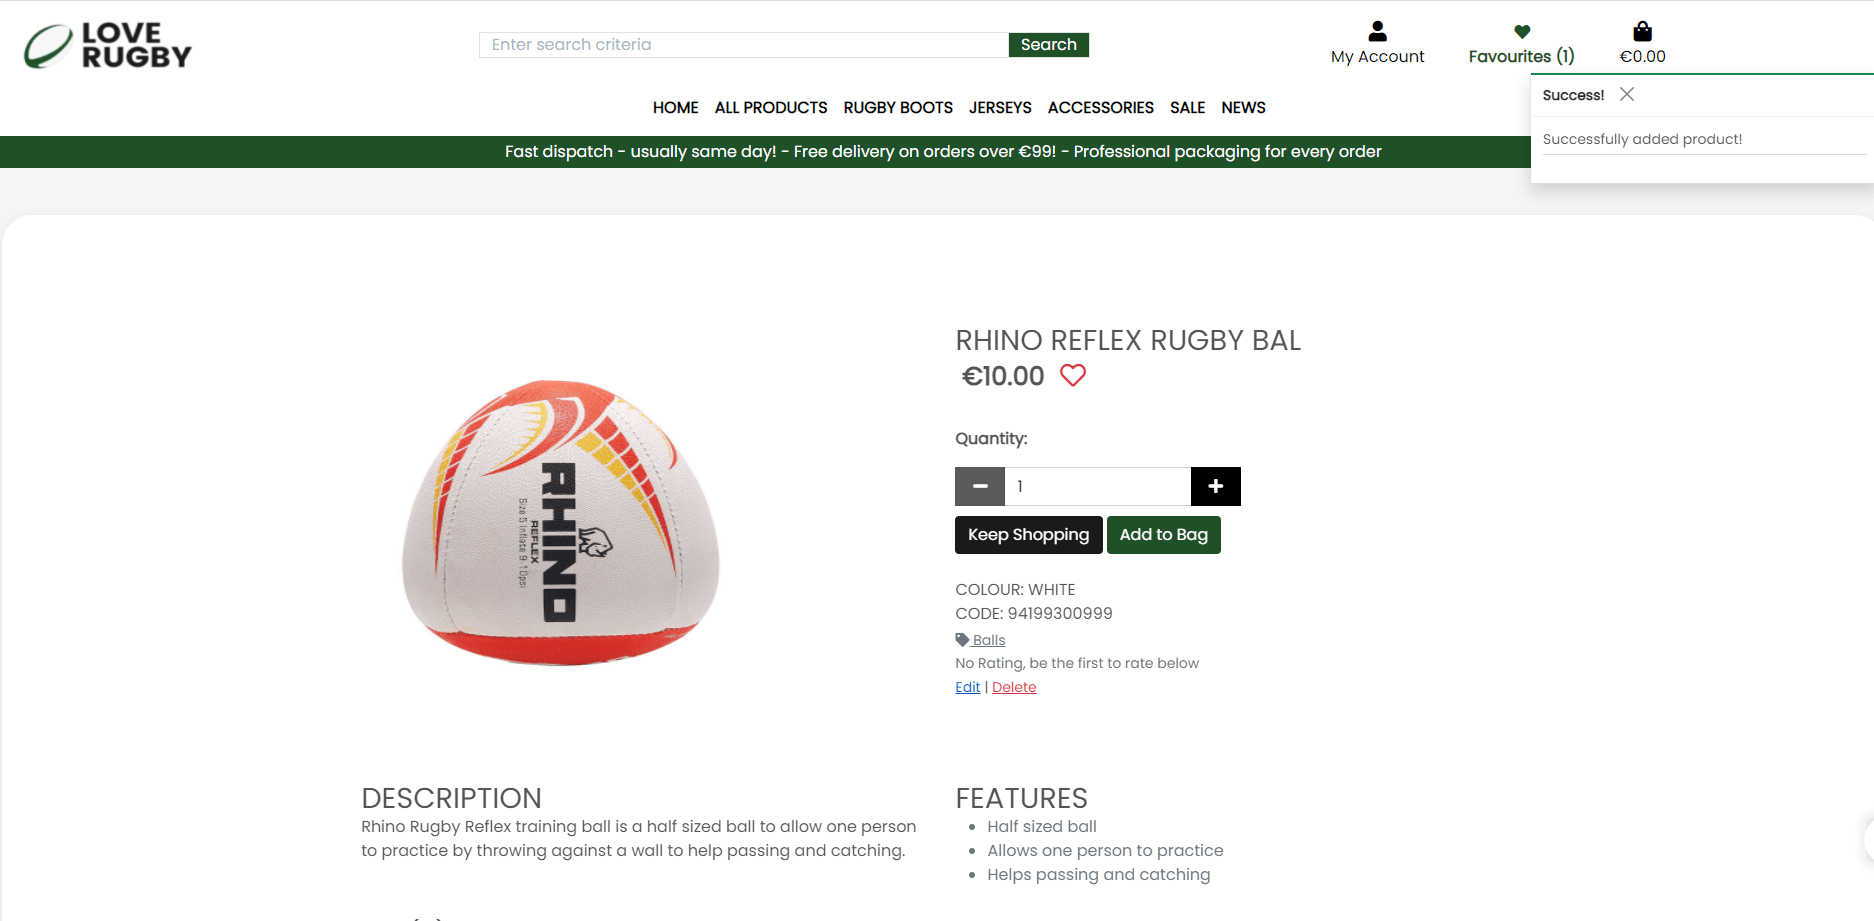 LOVE
RUGBY
Enter search criteria
Search
My Account
Favourites (1)
€0.00
HOME ALL PRODUCTS RUGBY BOOTS JERSEYS ACCESSORIES SALE NEWS
Success!
Successfully added product!
Fast dispatch - usually same day! - Free delivery on orders over €99! - Professional packaging for every order
RHINO REFLEX RUGBY BAL
€10.00
RHINO
REFLEX
Size 5 Inflate 9-10psi
Quantity:
1
Keep Shopping
Add to Bag
COLOUR: WHITE
CODE: 94199300999
Balls
No Rating, be the first to rate below
Edit | Delete
DESCRIPTION
Rhino Rugby Reflex training ball is a half sized ball to allow one person
to practice by throwing against a wall to help passing and catching.
FEATURES
Half sized ball
Allows one person to practice
Helps passing and catching